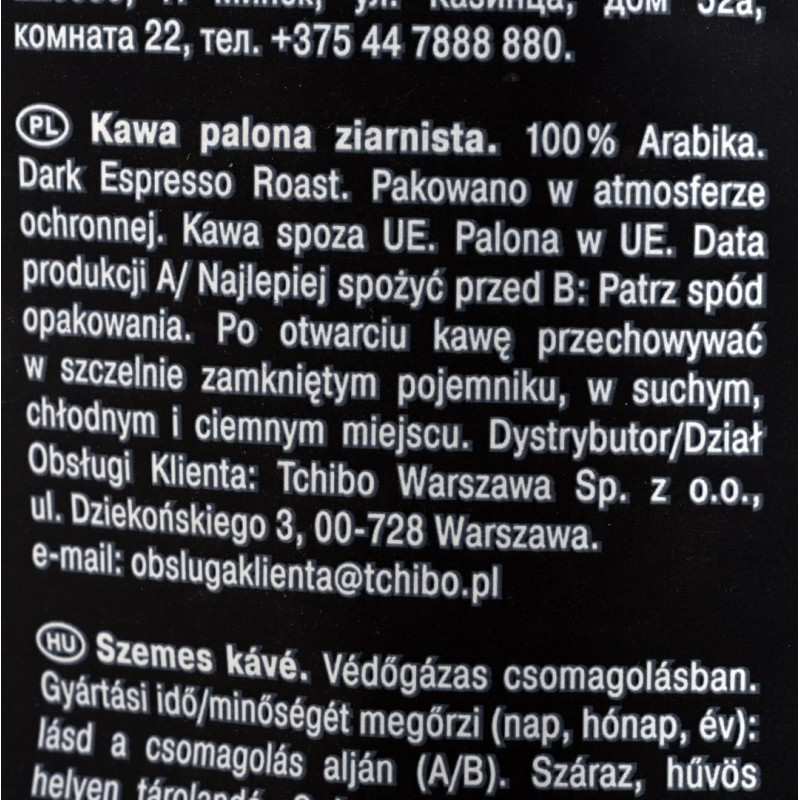 дом 52а,
комната 22, тел. +375 44 7888 880.
PL Kawa palona ziarnista. 100% Arabika.
Dark Espresso Roast. Pakowano w atmosferze
ochronnej. Kawa spoza UE. Palona w UE. Data
produkcji A/ Najlepiej spożyć przed B: Patrz spód
opakowania. Po otwarciu kawę przechowywać
w szczelnie zamkniętym pojemniku, w suchym,
chłodnym i ciemnym miejscu. Dystrybutor/Dział
Obsługi Klienta: Tchibo Warszawa Sp. z o.o.,
ul. Dziekońskiego 3, 00-728 Warszawa.
e-mail: obslugaklienta@tchibo.pl
HU Szemes kávé. Védőgázas csomagolásban.
Gyártási idő/minőségét megőrzi (nap, hónap, év):
lásd a csomagolás alján (A/B). Száraz, hűvös
helyen